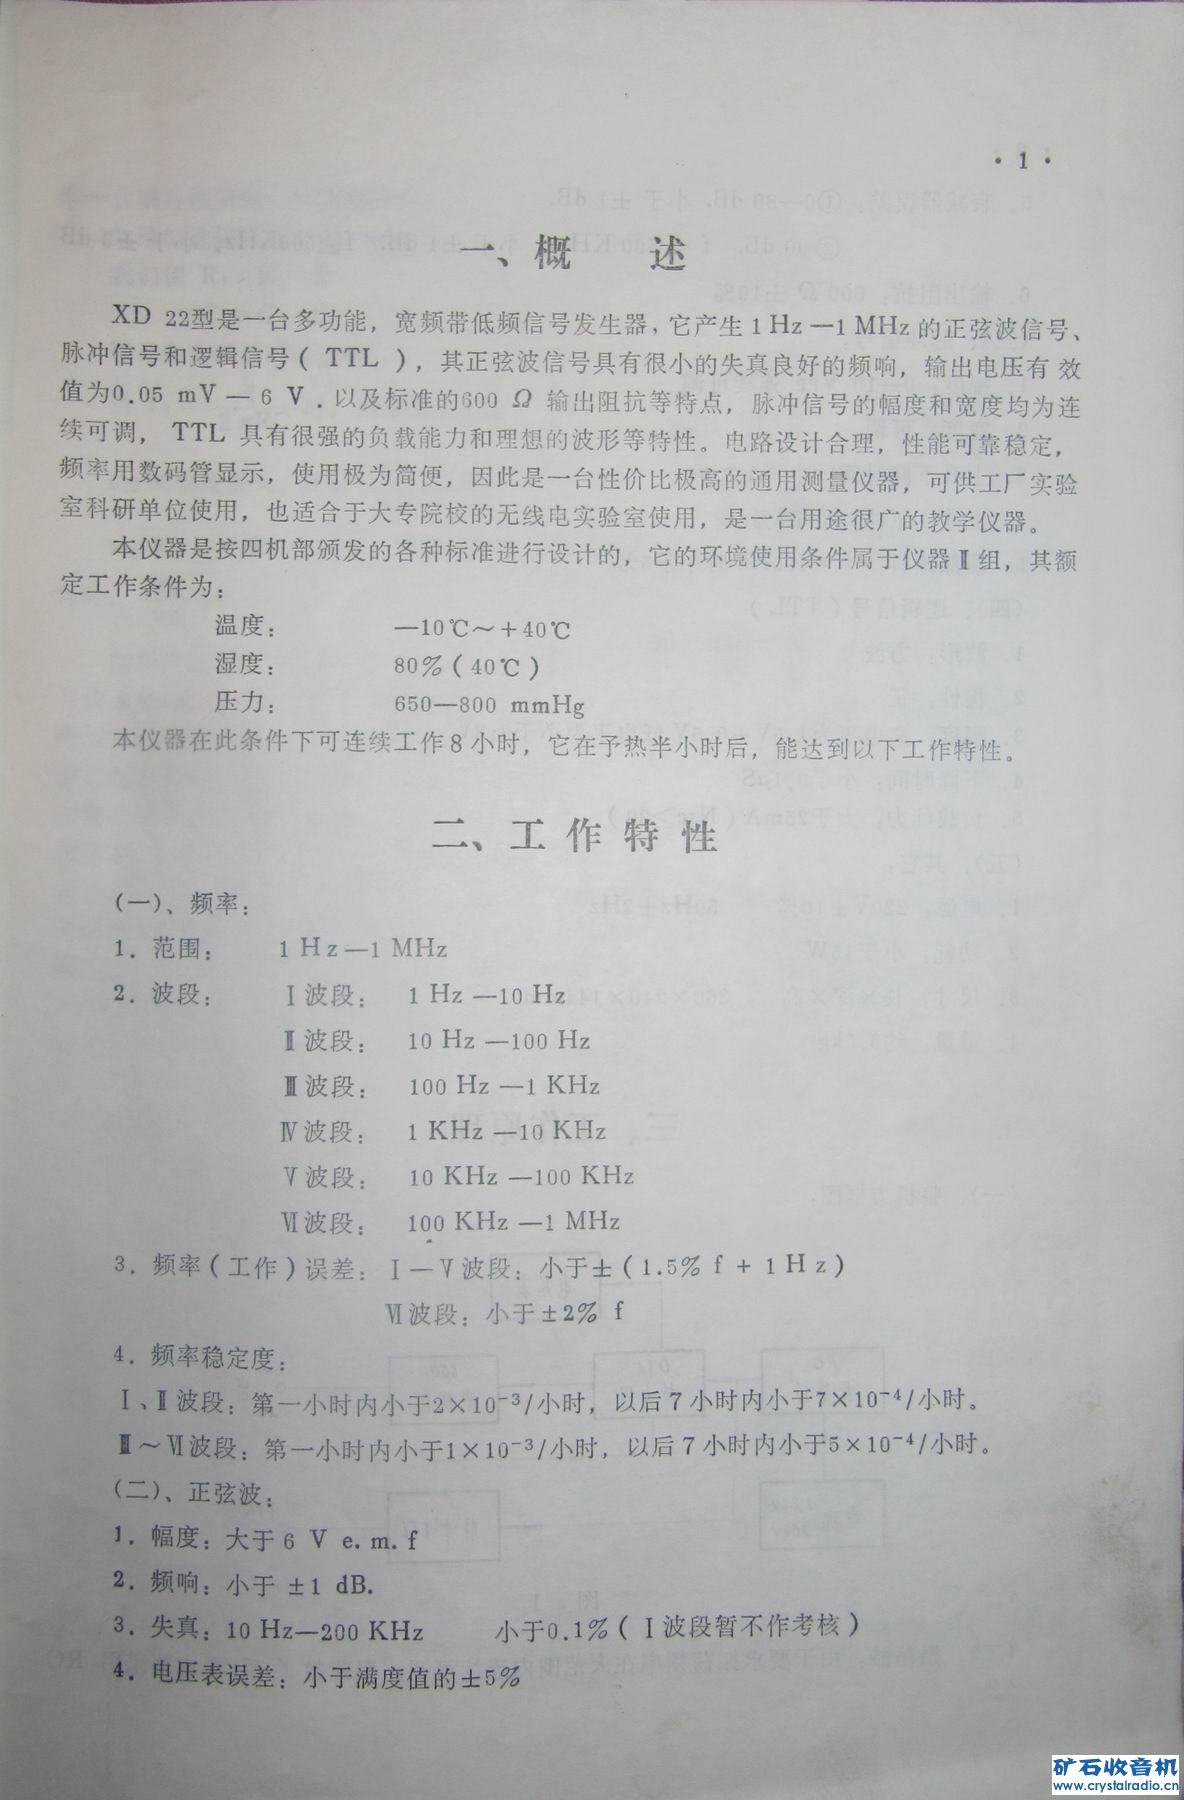 · 1 ·
一、概 述
XD 22型是一台多功能，宽频带低频信号发生器，它产生 1 Hz —1 MHz 的正弦波信号、
脉冲信号和逻辑信号（ TTL ），其正弦波信号具有很小的失真良好的频响，输出电压有 效
值为0.05 mV — 6 V . 以及标准的600 Ω 输出阻抗等特点，脉冲信号的幅度和宽度均为连
续可调， TTL 具有很强的负载能力和理想的波形等特性。电路设计合理，性能可靠稳定，
频率用数码管显示，使用极为简便，因此是一台性价比极高的通用测量仪器，可供工厂实验
室科研单位使用，也适合于大专院校的无线电实验室使用，是一台用途很广的教学仪器。
本仪器是按四机部颁发的各种标准进行设计的，它的环境使用条件属于仪器Ⅱ组，其额
定工作条件为：
温度： —10℃～＋40℃
湿度： 80%（40℃）
压力： 650—800 mmHg
本仪器在此条件下可连续工作 8 小时，它在予热半小时后，能达到以下工作特性。
二、工 作 特 性
(一)、频率：
1．范围： 1 Hz —1 MHz
2．波段： Ⅰ波段： 1 Hz —10 Hz
Ⅱ波段： 10 Hz —100 Hz
Ⅲ波段： 100 Hz —1 KHz
Ⅳ波段： 1 KHz —10 KHz
Ⅴ波段： 10 KHz —100 KHz
Ⅵ波段： 100 KHz —1 MHz
3．频率（工作）误差：Ⅰ—Ⅴ波段：小于±（1.5% f + 1 Hz）
Ⅵ波段：小于±2% f
4．频率稳定度：
Ⅰ、Ⅱ波段：第一小时内小于2×10⁻³/小时，以后 7 小时内小于7×10⁻⁴/小时。
Ⅲ～Ⅵ波段：第一小时内小于1×10⁻³/小时，以后 7 小时内小于5×10⁻⁴/小时。
(二)、正弦波：
1．幅度：大于 6 V e.m.f
2．频响：小于 ±1 dB.
3．失真：10 Hz—200 KHz 小于0.1%（Ⅰ波段暂不作考核）
4．电压表误差：小于满度值的±5%
矿石收音机
www.crystalradio.cn